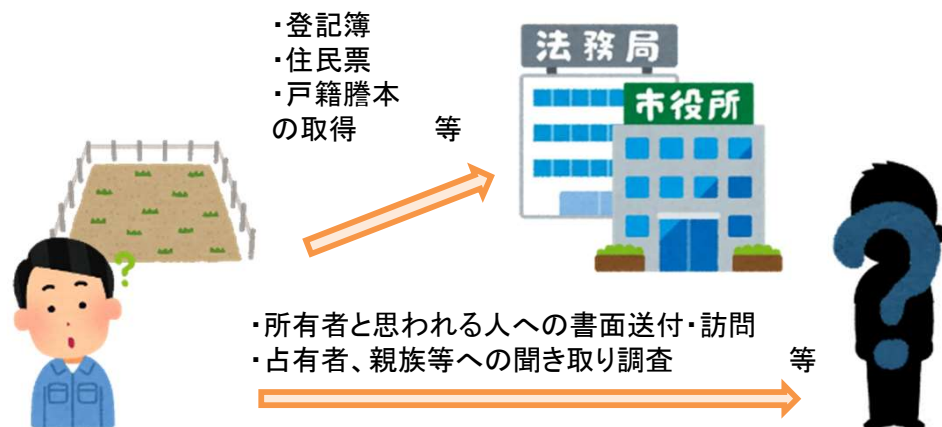 ・登記簿
・住民票
・戸籍謄本
の取得　　　等
法務局
市役所
?
・所有者と思われる人への書面送付・訪問
・占有者、親族等への聞き取り調査　　　　等
?